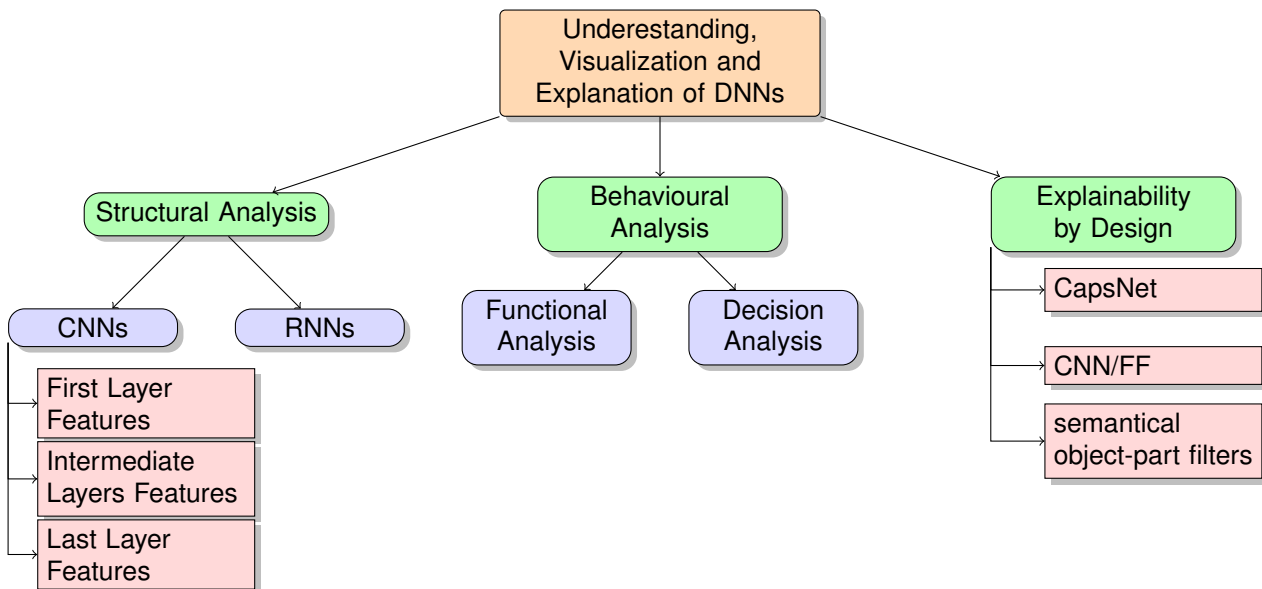 Underestanding,
Visualization and
Explanation of DNNs
Structural Analysis
Behavioural
Analysis
Explainability
by Design
CNNs
RNNs
Functional
Analysis
Decision
Analysis
First Layer
Features
Intermediate
Layers Features
Last Layer
Features
CapsNet
CNN/FF
semantical
object-part filters